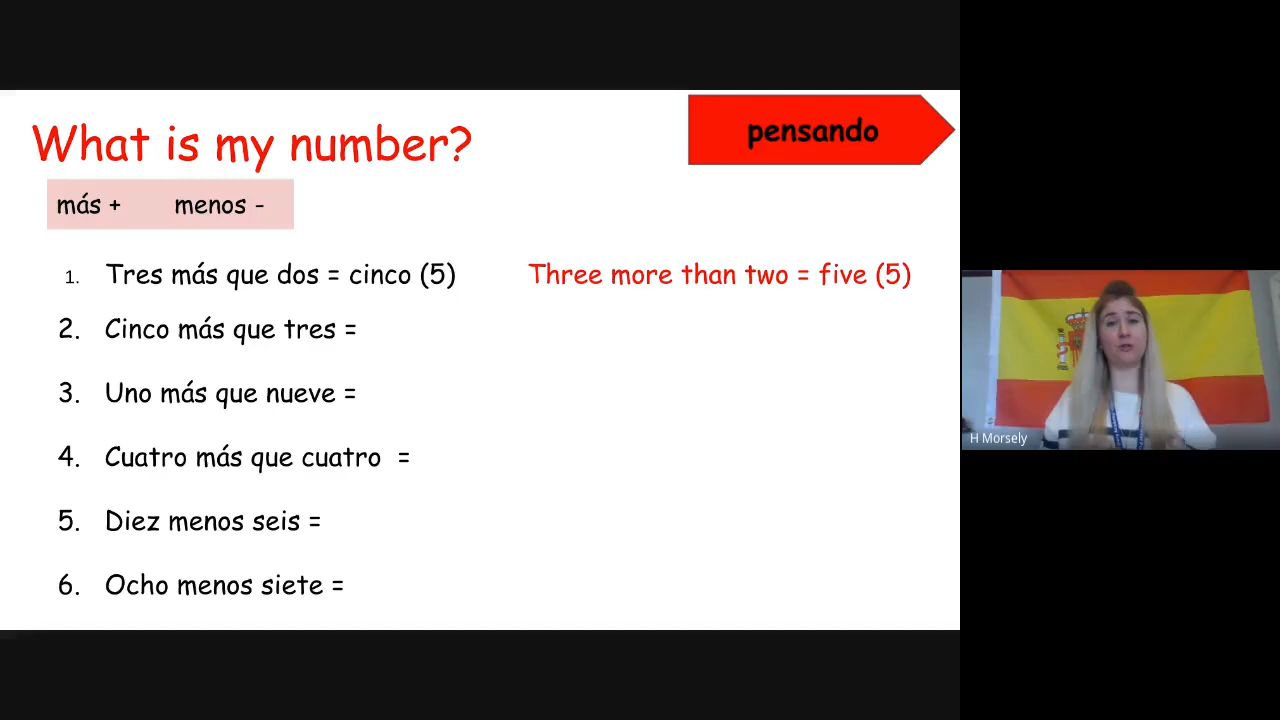 What is my number?
pensando
más + menos -
1. Tres más que dos = cinco (5) Three more than two = five (5)
2. Cinco más que tres =
3. Uno más que nueve =
4. Cuatro más que cuatro =
5. Diez menos seis =
6. Ocho menos siete =
H Morsely